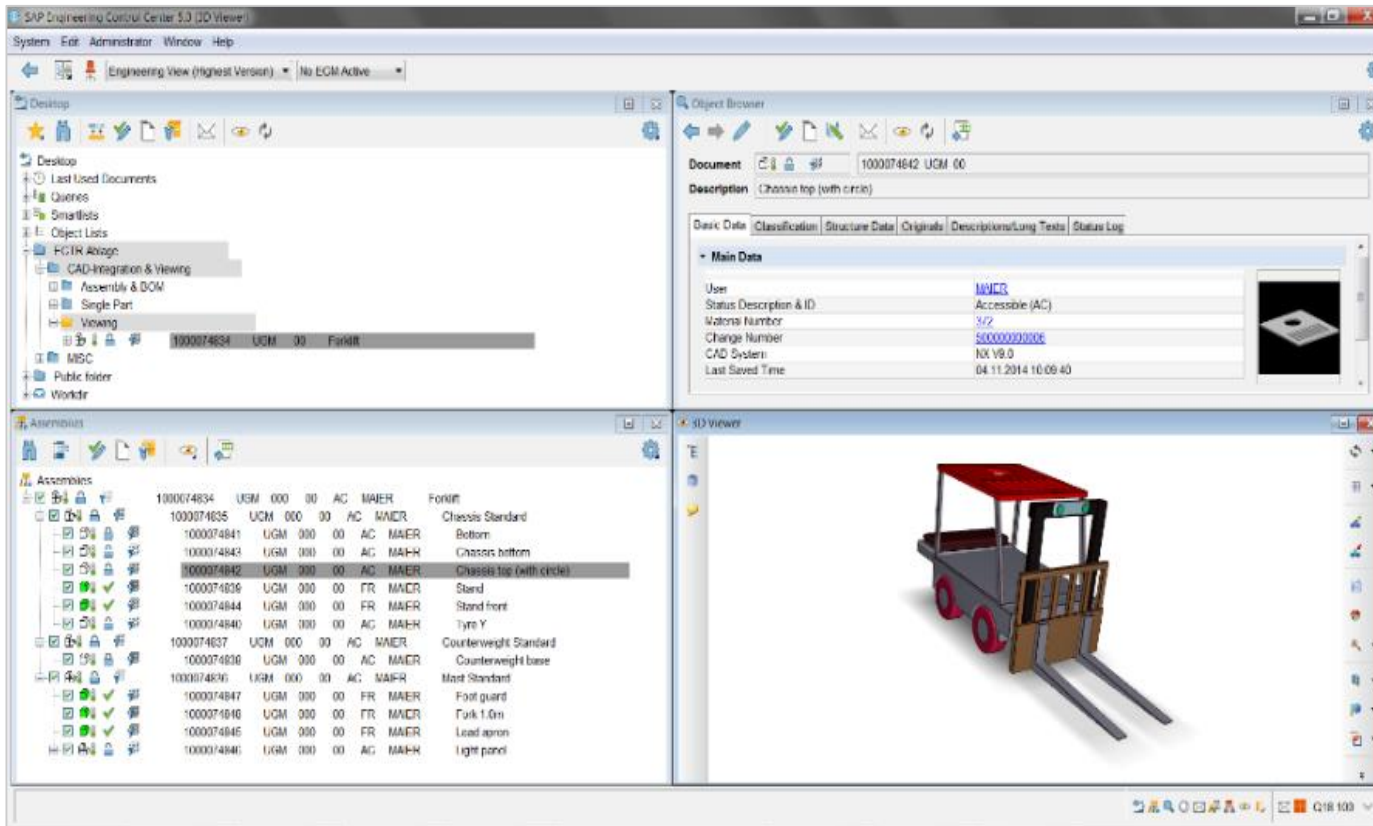 SAP Engineering Control Center 5.0 (3D Viewer)
System Edit Administrator Window Help
Engineering View (Highest Version) No ECM Active
Desktop
Desktop
Last Used Documents
Queries
Smartlists
Object Lists
ECTR Ablage
CAD-Integration & Viewing
Assembly & BOM
Single Part
Viewing
1000074834 UGM 00 Forklift
MISC
Public folder
Workdir
Object Browser
Document 1000074842 UGM 00
Description Chassis top (with circle)
Basic Data Classification Structure Data Originals Descriptions/Long Texts Status Log
Main Data
User MAIER
Status Description & ID Accessible (AC)
Material Number 372
Change Number
CAD System NX V9.0
Last Saved Time 04.11.2014 10:09:40
Assemblies
Assemblies
1000074834 UGM 000 00 AC MAIER Forklift
1000074835 UGM 000 00 AC MAIER Chassis Standard
1000074841 UGM 000 00 AC MAIER Bottom
1000074843 UGM 000 00 AC MAIER Chassis bottom
1000074842 UGM 000 00 AC MAIER Chassis top (with circle)
1000074839 UGM 000 00 FR MAIER Stand
1000074844 UGM 000 00 FR MAIER Stand front
1000074840 UGM 000 00 AC MAIER Tyre Y
1000074837 UGM 000 00 AC MAIER Counterweight Standard
1000074838 UGM 000 00 AC MAIER Counterweight base
1000074836 UGM 000 00 AC MAIER Mast Standard
1000074847 UGM 000 00 FR MAIER Foot guard
UGM 000 00 FR MAIER Fork 1.0m
1000074845 UGM 000 00 FR MAIER Load apron
UGM 000 00 AC MAIER Light panel
3D Viewer
Q18 100